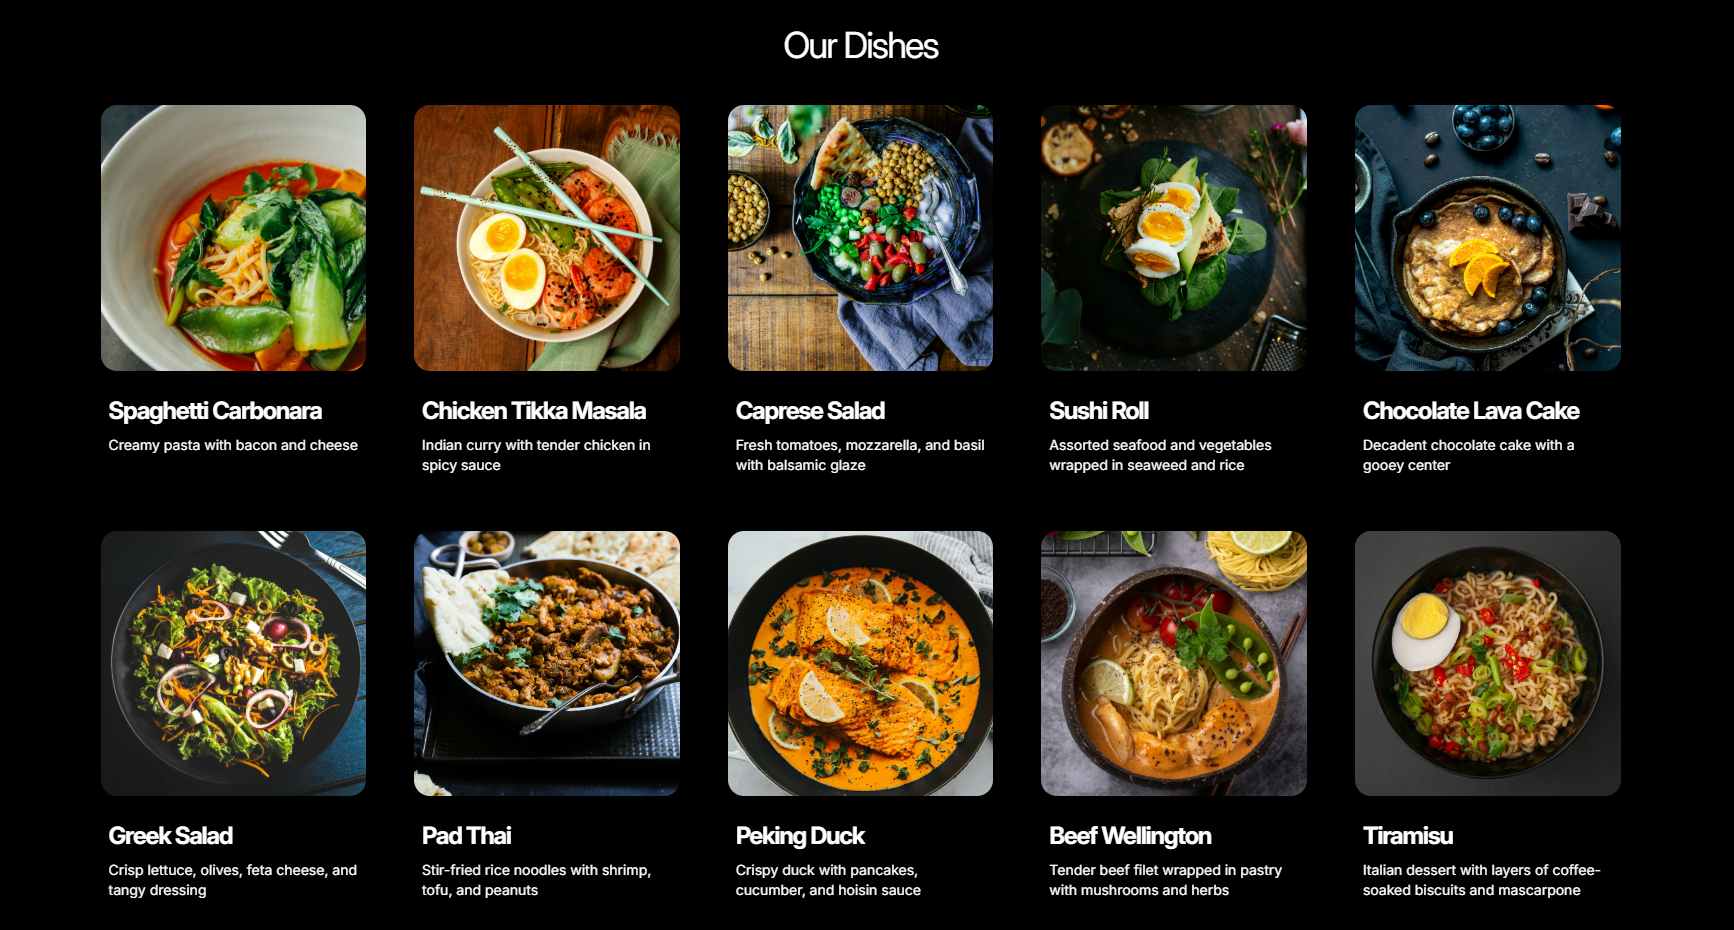 Our Dishes
Spaghetti Carbonara
Creamy pasta with bacon and cheese
Chicken Tikka Masala
Indian curry with tender chicken in
spicy sauce
Caprese Salad
Fresh tomatoes, mozzarella, and basil
with balsamic glaze
Sushi Roll
Assorted seafood and vegetables
wrapped in seaweed and rice
Chocolate Lava Cake
Decadent chocolate cake with a
gooey center
Greek Salad
Crisp lettuce, olives, feta cheese, and
tangy dressing
Pad Thai
Stir-fried rice noodles with shrimp,
tofu, and peanuts
Peking Duck
Crispy duck with pancakes,
cucumber, and hoisin sauce
Beef Wellington
Tender beef filet wrapped in pastry
with mushrooms and herbs
Tiramisu
Italian dessert with layers of coffee-
soaked biscuits and mascarpone